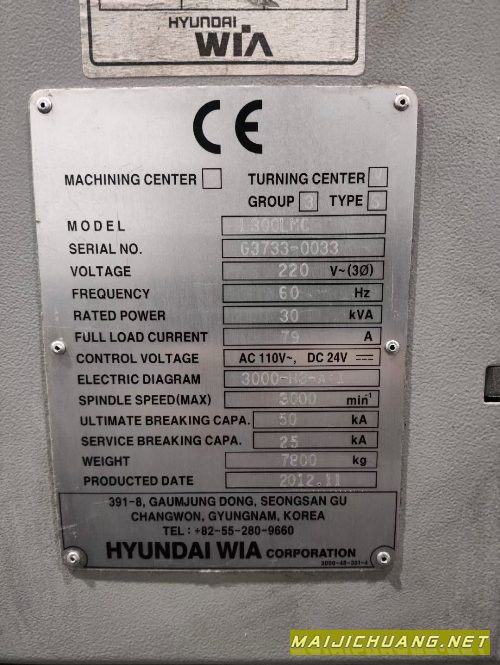 HYUNDAI
WIA
CE
MACHINING CENTER TURNING CENTER
GROUP 3 TYPE
MODEL L300LMC
SERIAL NO. G3733-0033
VOLTAGE 220 V~(3Ø)
FREQUENCY 60 Hz
RATED POWER 30 kVA
FULL LOAD CURRENT 79 A
CONTROL VOLTAGE AC 110V~, DC 24V
ELECTRIC DIAGRAM
SPINDLE SPEED(MAX) 3000 min⁻¹
ULTIMATE BREAKING CAPA. 50 kA
SERVICE BREAKING CAPA. 25 kA
WEIGHT 7800 kg
PRODUCTED DATE 2012.11
391-8, GAUMJUNG DONG, SEONGSAN GU
CHANGWON, GYUNGNAM, KOREA
TEL : +82-55-280-9660
HYUNDAI WIA CORPORATION
MAIJICHUANG.NET